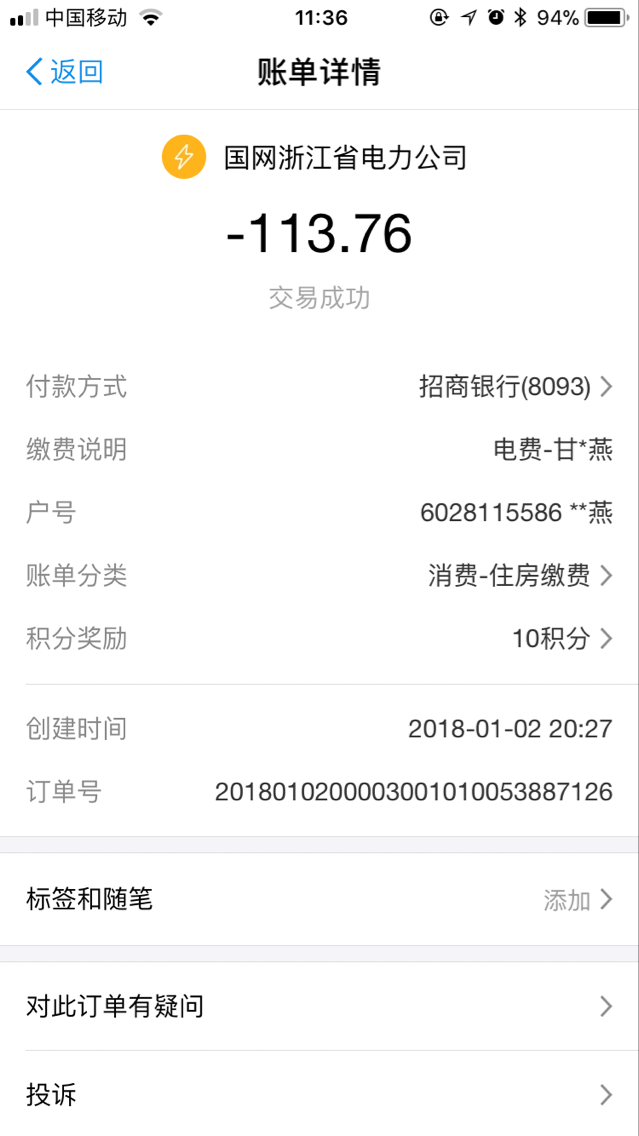 中国移动 11:36 94%
返回 账单详情
国网浙江省电力公司
-113.76
交易成功
付款方式 招商银行(8093)
缴费说明 电费-甘*燕
户号 6028115586 **燕
账单分类 消费-住房缴费
积分奖励 10积分
创建时间 2018-01-02 20:27
订单号 2018010200003001010053887126
标签和随笔 添加
对此订单有疑问
投诉